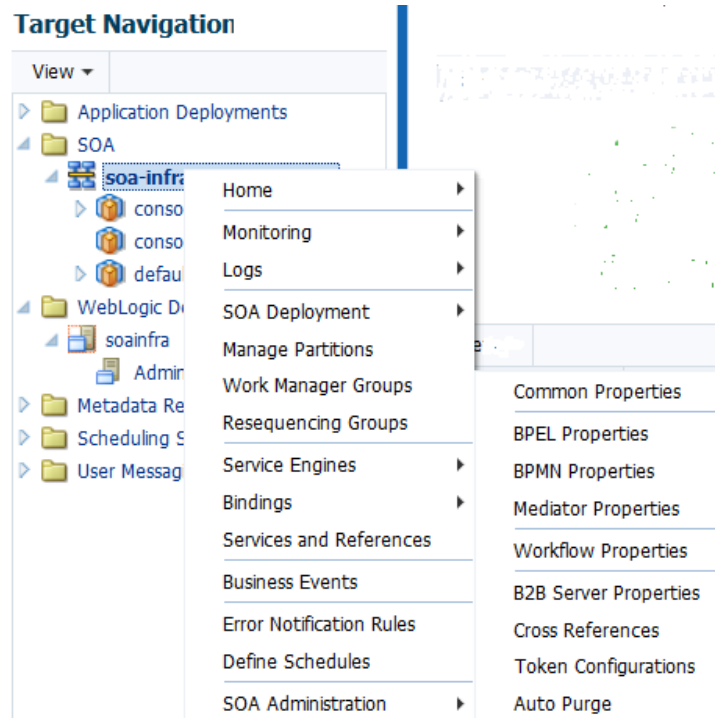 Target Navigation
View
Application Deployments
SOA
soa-infra
conso
conso
defaul
WebLogic D
soainfra
Admin
Metadata Re
Scheduling S
User Messag
Home
Monitoring
Logs
SOA Deployment
Manage Partitions
Work Manager Groups
Resequencing Groups
Service Engines
Bindings
Services and References
Business Events
Error Notification Rules
Define Schedules
SOA Administration
Common Properties
BPEL Properties
BPMN Properties
Mediator Properties
Workflow Properties
B2B Server Properties
Cross References
Token Configurations
Auto Purge